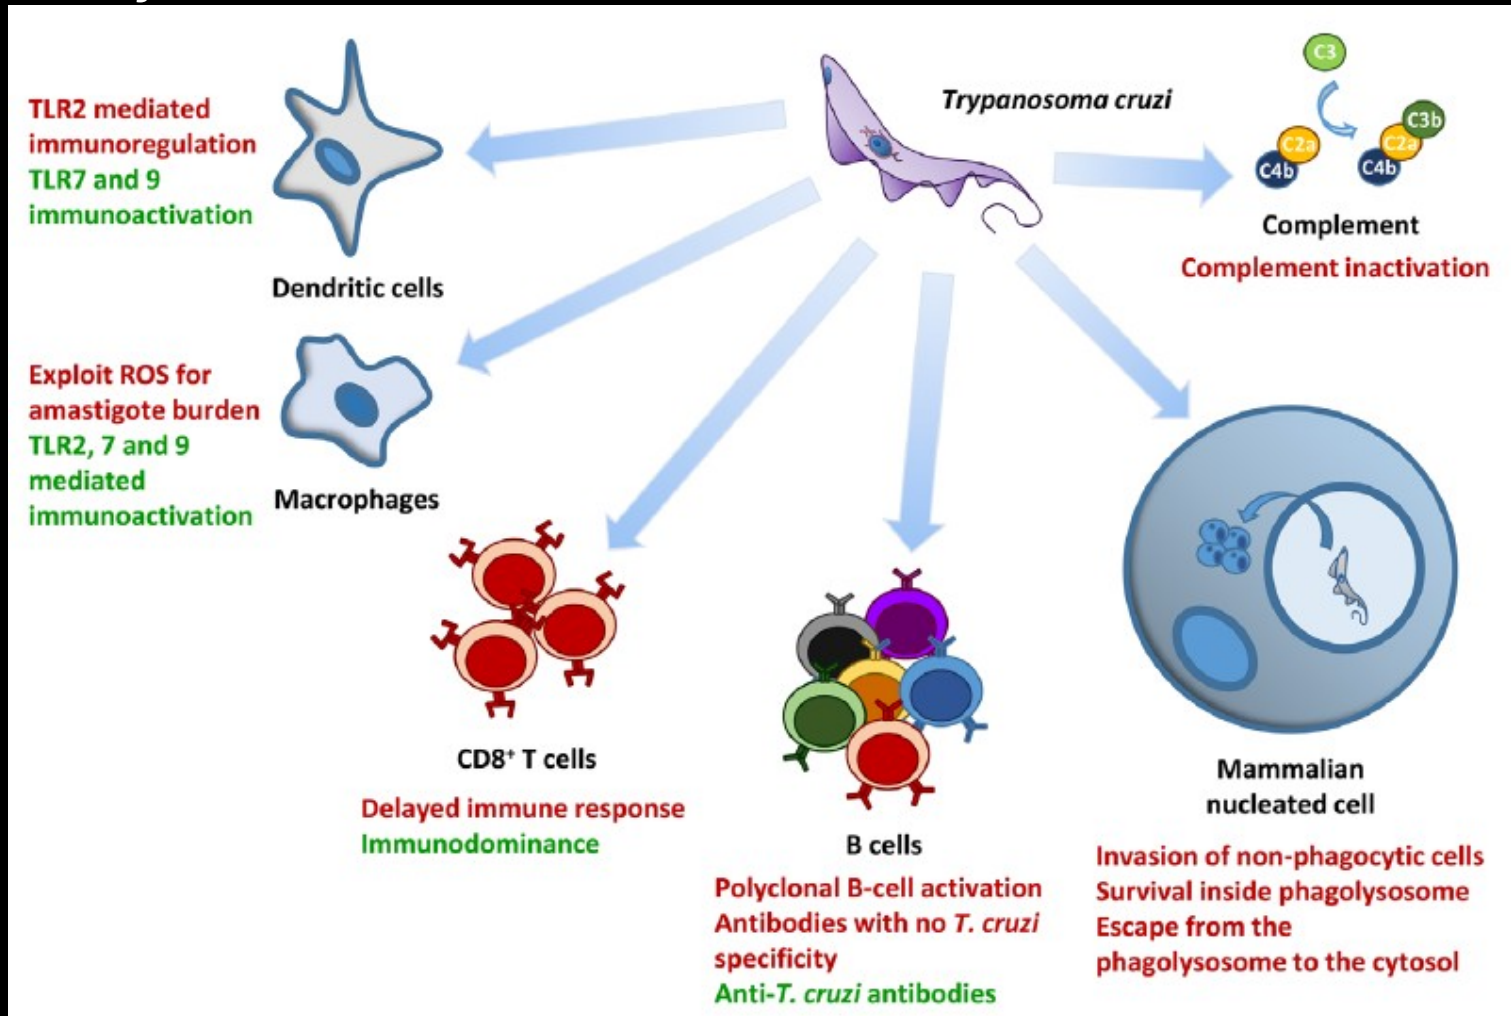 Trypanosoma cruzi
C3
C3b
C2a
C2a
C4b
C4b
Complement
Complement inactivation
TLR2 mediated
immunoregulation
TLR7 and 9
immunoactivation
Dendritic cells
Exploit ROS for
amastigote burden
TLR2, 7 and 9
mediated
immunoactivation
Macrophages
CD8⁺ T cells
Delayed immune response
Immunodominance
B cells
Polyclonal B-cell activation
Antibodies with no T. cruzi
specificity
Anti-T. cruzi antibodies
Mammalian
nucleated cell
Invasion of non-phagocytic cells
Survival inside phagolysosome
Escape from the
phagolysosome to the cytosol